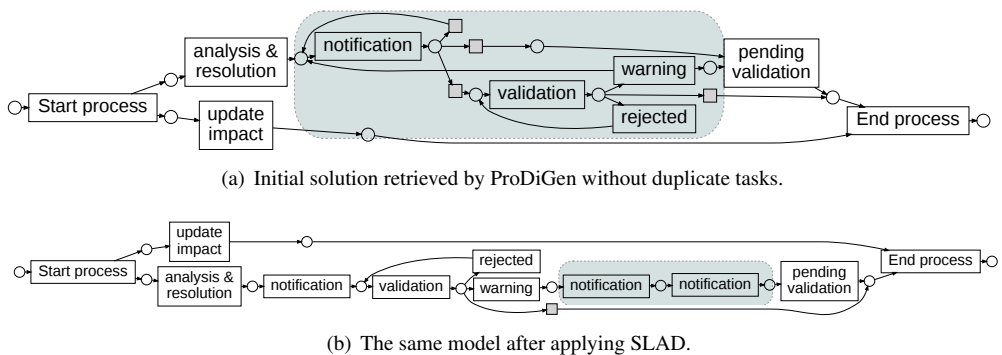 analysis &
resolution
notification
pending
validation
warning
Start process
validation
update
impact
rejected
End process
(a) Initial solution retrieved by ProDiGen without duplicate tasks.
update
impact
Start process
analysis &
resolution
notification
validation
rejected
warning
notification
notification
pending
validation
End process
(b) The same model after applying SLAD.